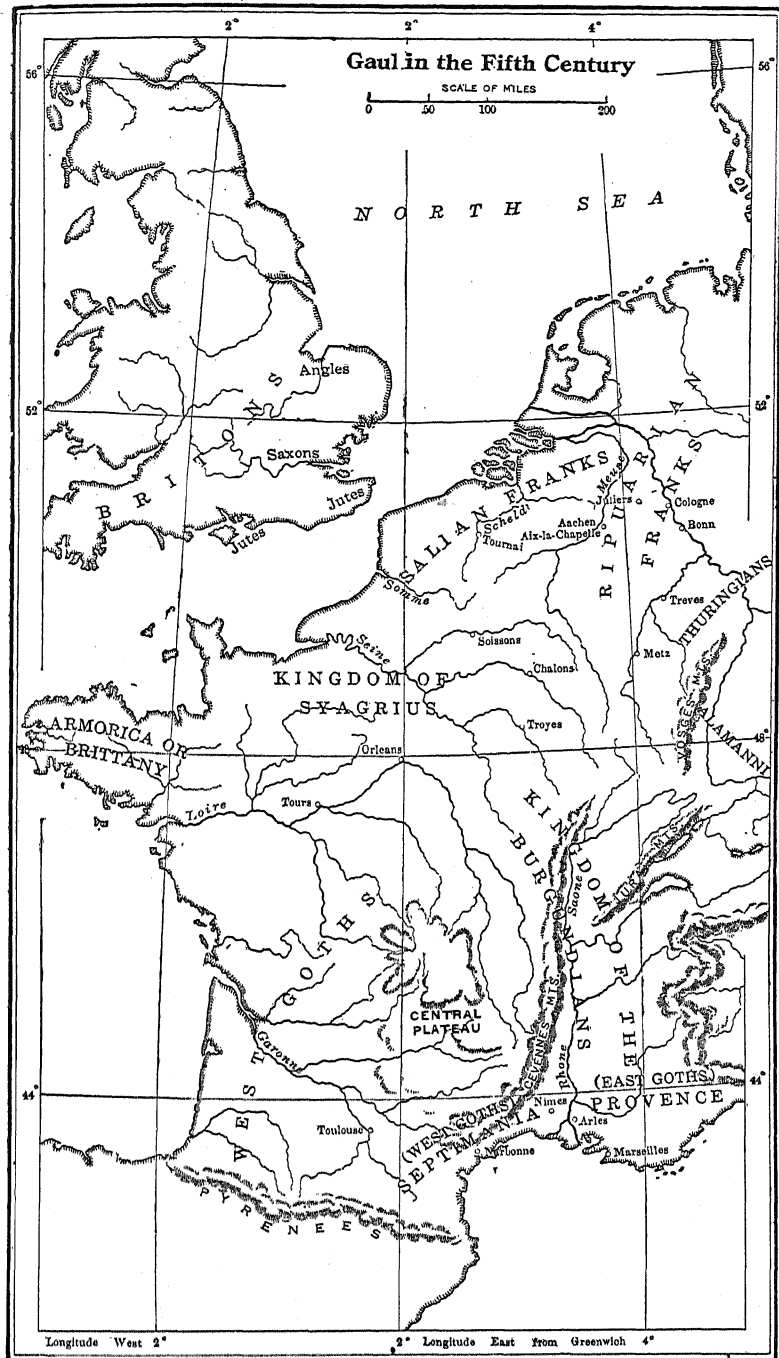 2° 2° 4°
56° 56°
Gaul in the Fifth Century
SCALE OF MILES
0 50 100 200
NORTH SEA
Angles
52°
BRITONS
Saxons
Jutes
Jutes
SALIAN FRANKS
RIPUARIAN
FRANKS
Meuse
Juliers
Cologne
Scheldt
Aachen
Bonn
Tournai
Aix-la-Chapelle
Somme
Treves
THURINGIANS
Seine
Soissons
Metz
Chalons
KINGDOM OF
SYAGRIUS
VOSGES MTS.
ALAMANNI
Troyes
ARMORICA OR
BRITTANY
48°
Orleans
Loire
Tours
KINGDOM OF THE
BURGUNDIANS
JURA MTS.
Saone
WEST GOTHS
CENTRAL
PLATEAU
CEVENNES MTS.
Garonne
Rhone
44° 44°
(EAST GOTHS)
PROVENCE
Nimes
Arles
(WEST GOTHS)
SEPTIMANIA
Toulouse
Narbonne
Marseilles
PYRENEES
Longitude West 2° 2° Longitude East from Greenwich 4°